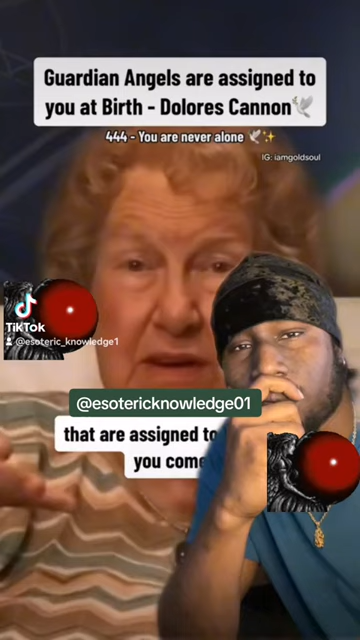 Guardian Angels are assigned to
you at Birth - Dolores Cannon🕊️
444 - You are never alone 🕊️✨
IG: iamgoldsoul
TikTok
@esoteric_knowledge1
@esotericknowledge01
that are assigned to
you come